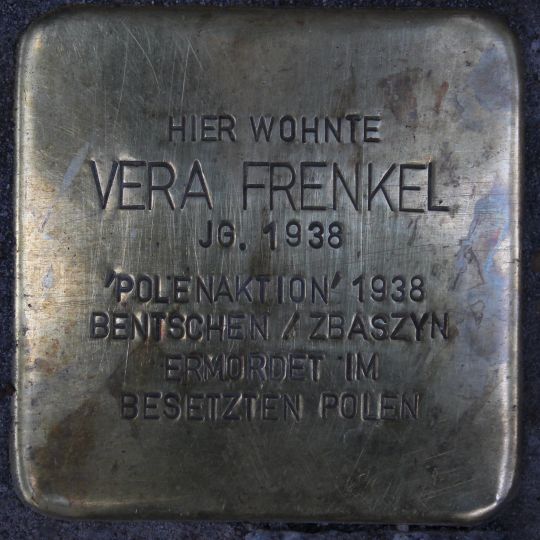 HIER WOHNTE
VERA FRENKEL
JG. 1938
'POLENAKTION' 1938
BENTSCHEN / ZBASZYN
ERMORDET IM
BESETZTEN POLEN